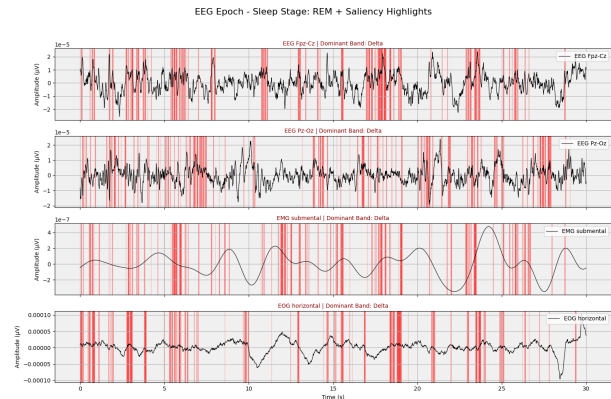 EEG Epoch - Sleep Stage: REM + Saliency Highlights
1e−5
EEG Fpz-Cz | Dominant Band: Delta
EEG Fpz-Cz
Amplitude (µV)
2
1
0
−1
−2
1e−5
EEG Pz-Oz | Dominant Band: Delta
EEG Pz-Oz
Amplitude (µV)
2
1
0
−1
−2
1e−7
EMG submental | Dominant Band: Delta
EMG submental
Amplitude (µV)
4
2
0
−2
EOG horizontal | Dominant Band: Delta
EOG horizontal
Amplitude (µV)
0.00010
0.00005
0.00000
−0.00005
−0.00010
0 5 10 15 20 25 30
Time (s)